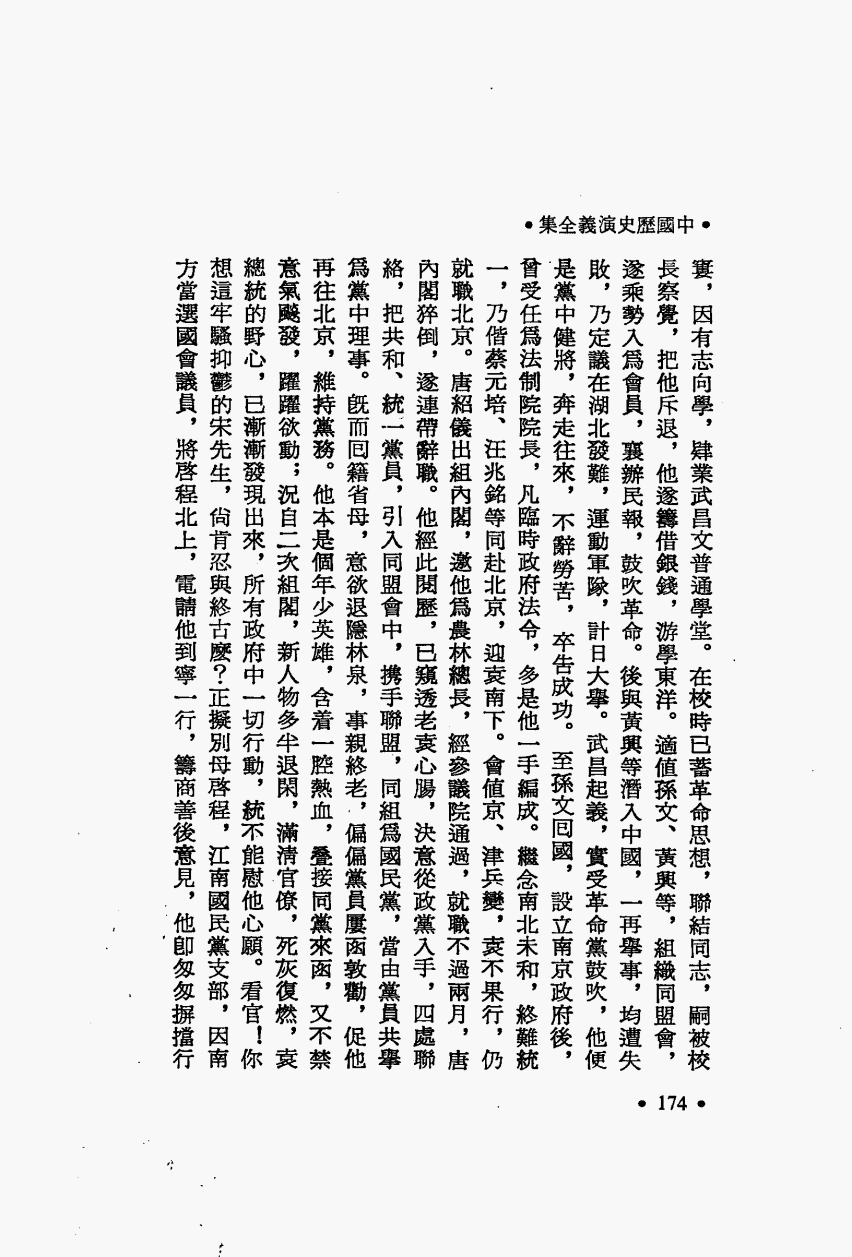 •中國歷史演義全集•
寠，因有志向學，肄業武昌文普通學堂。在校時已蓄革命思想，聯結同志，嗣被校
長察覺，把他斥退，他遂籌借銀錢，游學東洋。適值孫文、黃興等，組織同盟會，
遂乘勢入爲會員，襄辦民報，鼓吹革命。後與黃興等潛入中國，一再舉事，均遭失
敗，乃定議在湖北發難，運動軍隊，計日大舉。武昌起義，實受革命黨鼓吹，他便
是黨中健將，奔走往來，不辭勞苦，卒告成功。至孫文回國，設立南京政府後，
曾受任爲法制院院長，凡臨時政府法令，多是他一手編成。繼念南北未和，終難統
一，乃偕蔡元培、汪兆銘等同赴北京，迎袁南下。會值京、津兵變，袁不果行，仍
就職北京。唐紹儀出組內閣，邀他爲農林總長，經參議院通過，就職不過兩月，唐
內閣猝倒，遂連帶辭職。他經此閱歷，已窺透老袁心腸，決意從政黨入手，四處聯
絡，把共和、統一黨員，引入同盟會中，携手聯盟，同組爲國民黨，當由黨員共舉
爲黨中理事。旣而回籍省母，意欲退隱林泉，事親終老，偏偏黨員屢函敦勸，促他
再往北京，維持黨務。他本是個年少英雄，含着一腔熱血，疊接同黨來函，又不禁
意氣颷發，躍躍欲動；況自二次組閣，新人物多半退閑，滿清官僚，死灰復燃，袁
總統的野心，已漸漸發現出來，所有政府中一切行動，統不能慰他心願。看官！你
想這牢騷抑鬱的宋先生，尙肯忍與終古麼？正擬別母啓程，江南國民黨支部，因南
方當選國會議員，將啓程北上，電請他到寧一行，籌商善後意見，他卽匆匆摒擋行
•174•